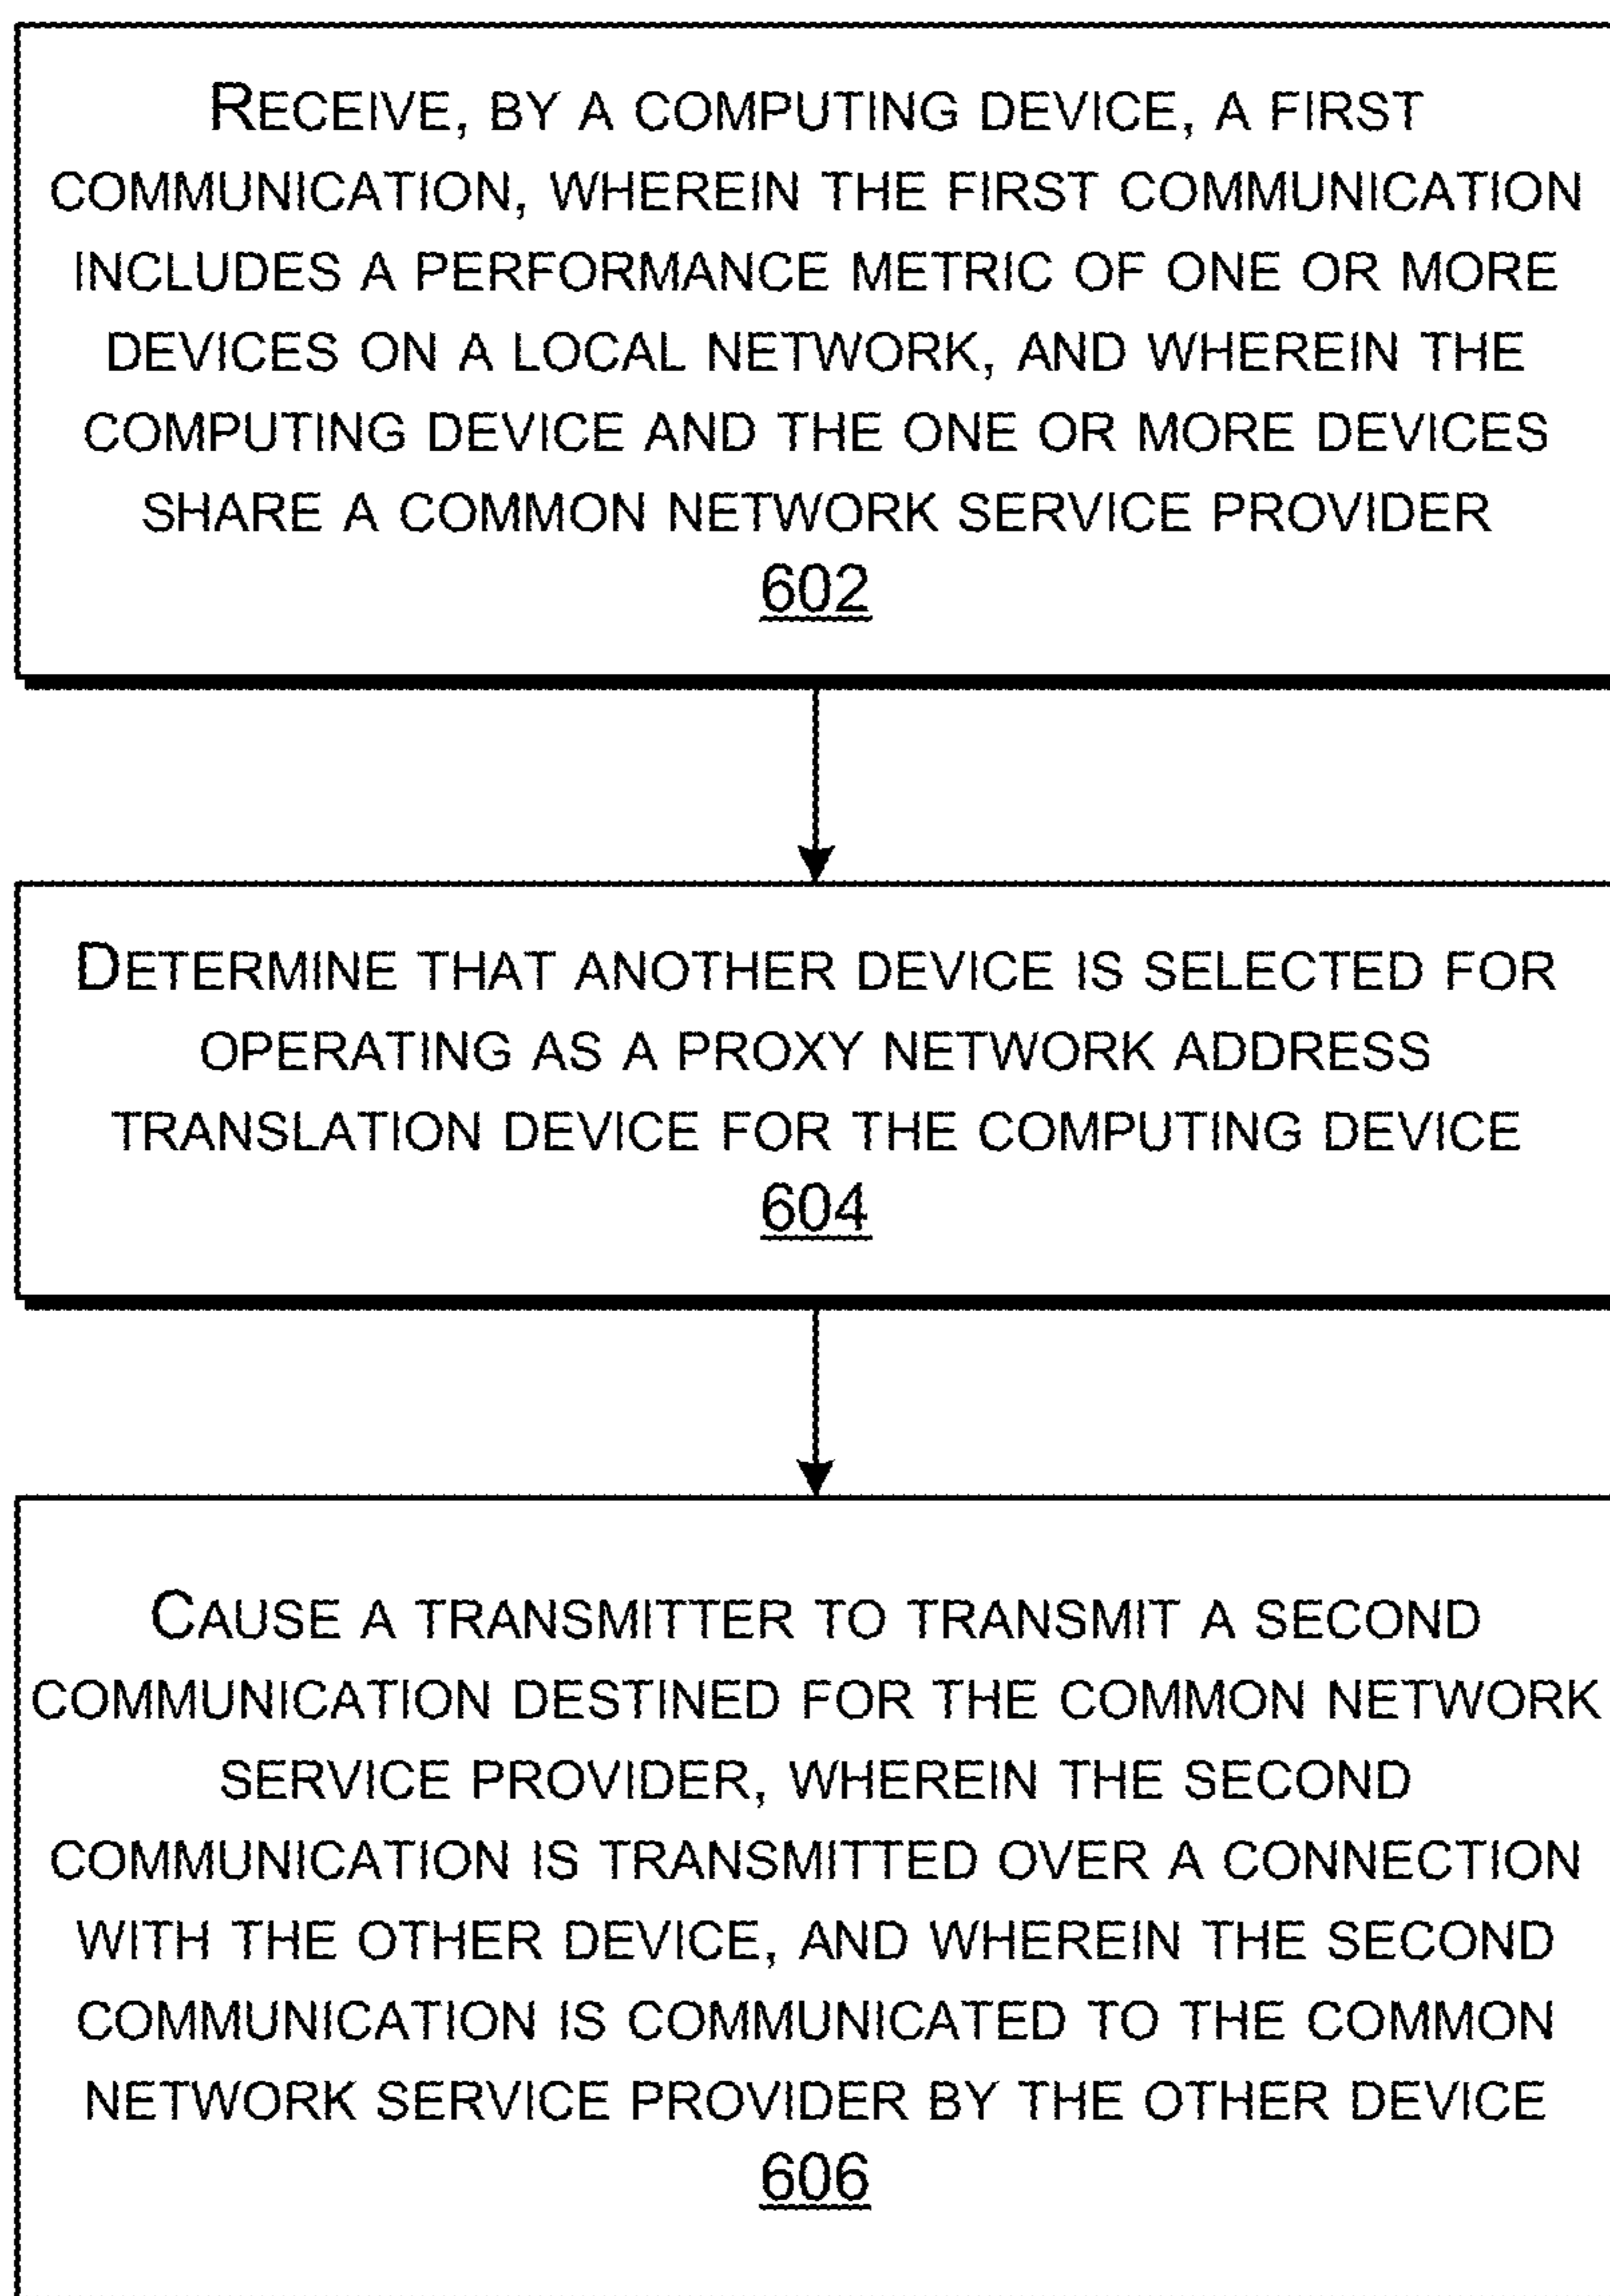 RECEIVE, BY A COMPUTING DEVICE, A FIRST
COMMUNICATION, WHEREIN THE FIRST COMMUNICATION
INCLUDES A PERFORMANCE METRIC OF ONE OR MORE
DEVICES ON A LOCAL NETWORK, AND WHEREIN THE
COMPUTING DEVICE AND THE ONE OR MORE DEVICES
SHARE A COMMON NETWORK SERVICE PROVIDER
602
DETERMINE THAT ANOTHER DEVICE IS SELECTED FOR
OPERATING AS A PROXY NETWORK ADDRESS
TRANSLATION DEVICE FOR THE COMPUTING DEVICE
604
CAUSE A TRANSMITTER TO TRANSMIT A SECOND
COMMUNICATION DESTINED FOR THE COMMON NETWORK
SERVICE PROVIDER, WHEREIN THE SECOND
COMMUNICATION IS TRANSMITTED OVER A CONNECTION
WITH THE OTHER DEVICE, AND WHEREIN THE SECOND
COMMUNICATION IS COMMUNICATED TO THE COMMON
NETWORK SERVICE PROVIDER BY THE OTHER DEVICE
606